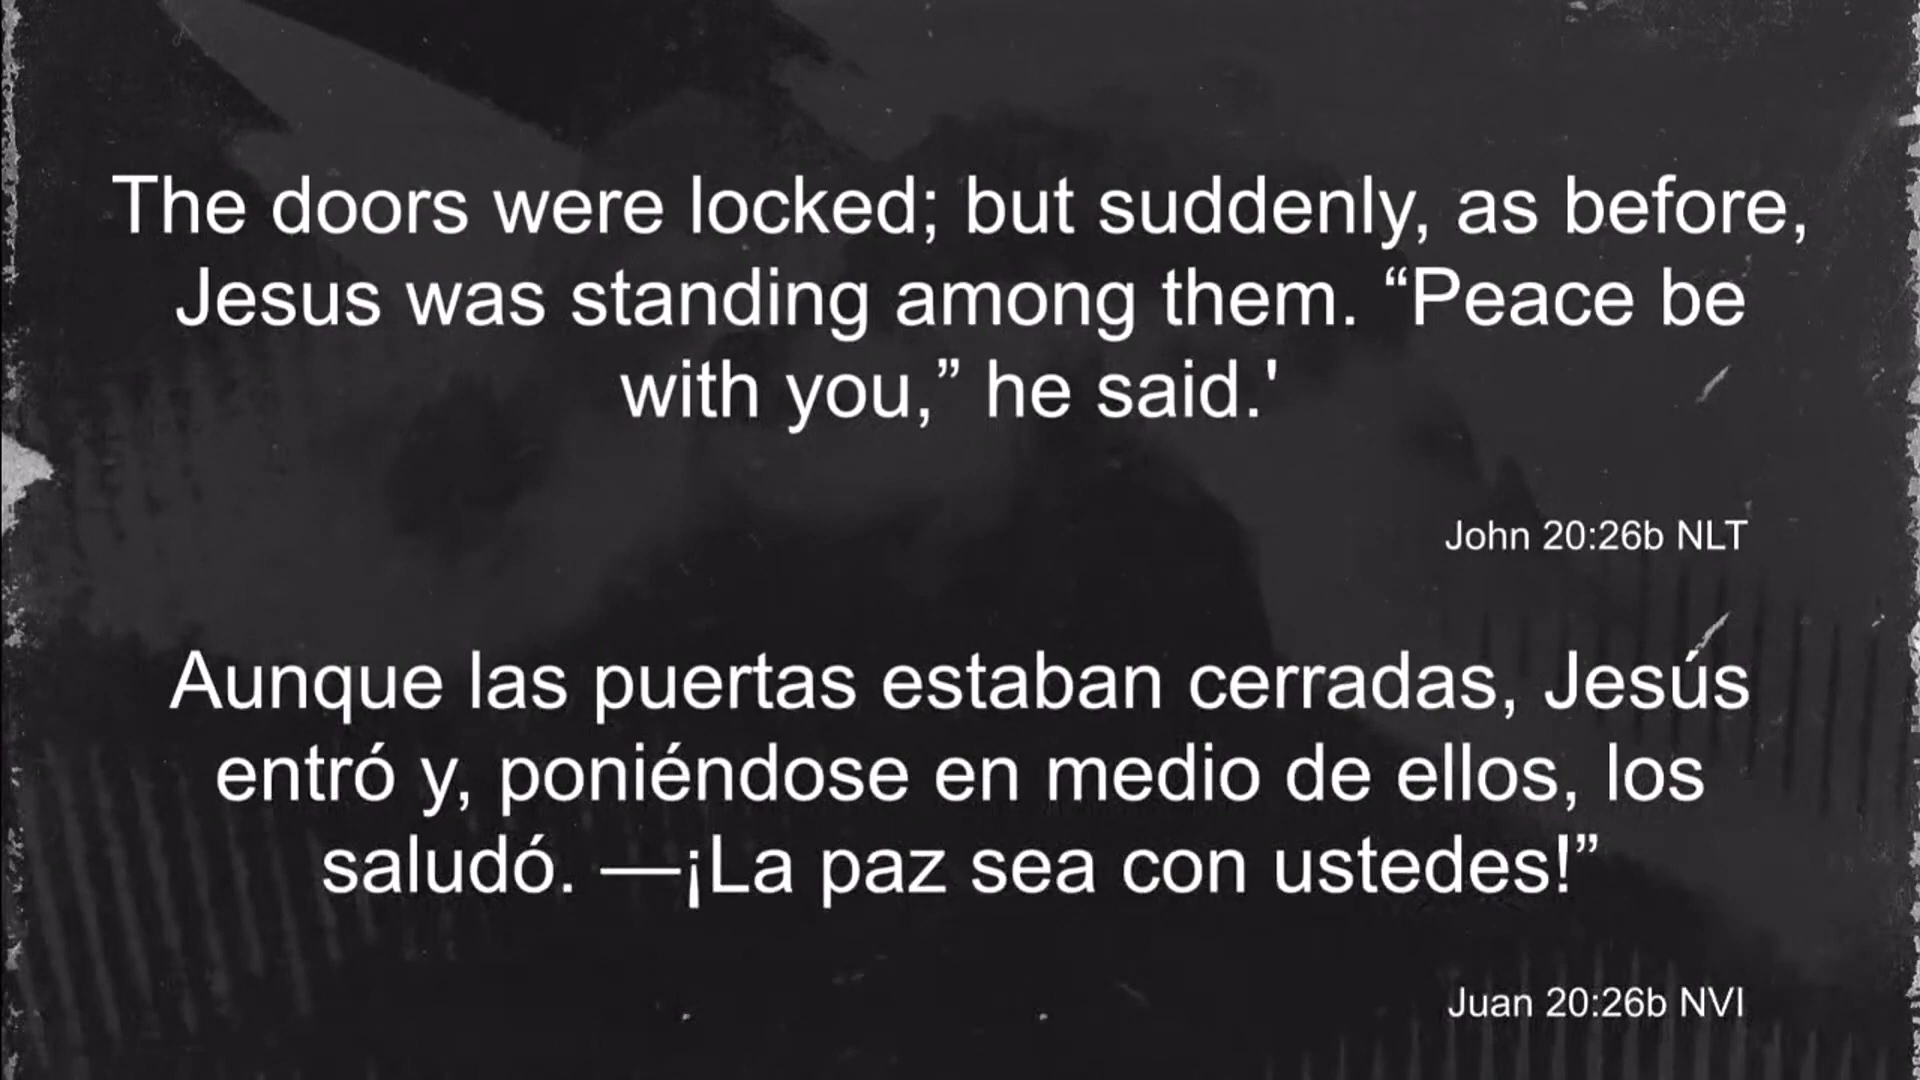 The doors were locked; but suddenly, as before,
Jesus was standing among them. “Peace be
with you,” he said.'
John 20:26b NLT
Aunque las puertas estaban cerradas, Jesús
entró y, poniéndose en medio de ellos, los
saludó. —¡La paz sea con ustedes!”
Juan 20:26b NVI